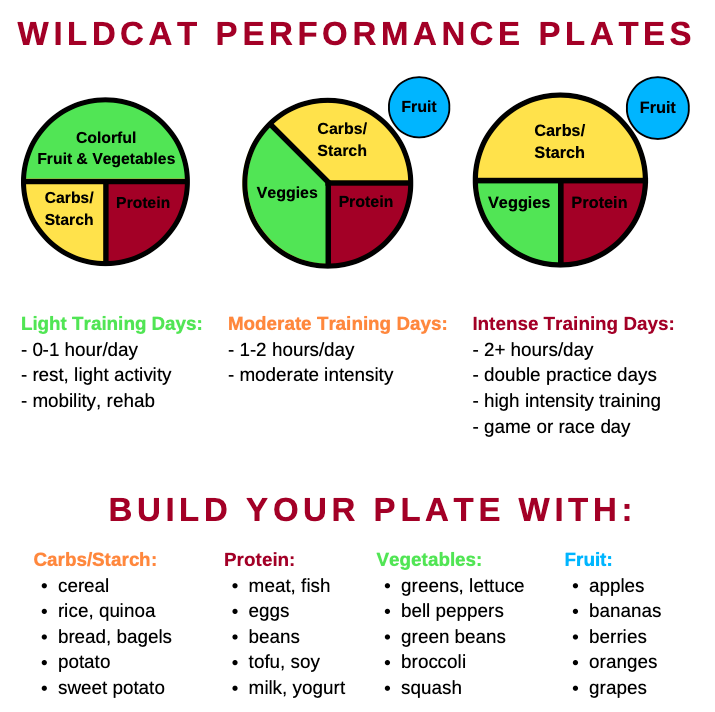 WILDCAT PERFORMANCE PLATES
Colorful
Fruit & Vegetables
Carbs/
Starch
Protein
Fruit
Carbs/
Starch
Veggies
Protein
Fruit
Carbs/
Starch
Veggies
Protein
Light Training Days:
- 0-1 hour/day
- rest, light activity
- mobility, rehab
Moderate Training Days:
- 1-2 hours/day
- moderate intensity
Intense Training Days:
- 2+ hours/day
- double practice days
- high intensity training
- game or race day
BUILD YOUR PLATE WITH:
Carbs/Starch:
• cereal
• rice, quinoa
• bread, bagels
• potato
• sweet potato
Protein:
• meat, fish
• eggs
• beans
• tofu, soy
• milk, yogurt
Vegetables:
• greens, lettuce
• bell peppers
• green beans
• broccoli
• squash
Fruit:
• apples
• bananas
• berries
• oranges
• grapes